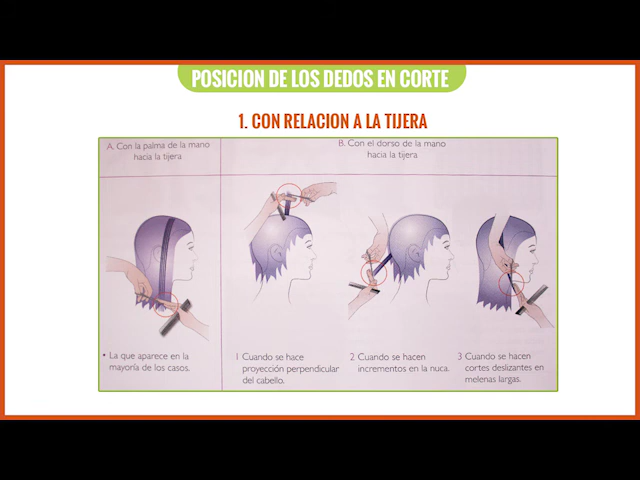 POSICION DE LOS DEDOS EN CORTE
1. CON RELACION A LA TIJERA
A. Con la palma de la mano
hacia la tijera
B. Con el dorso de la mano
hacia la tijera
• La que aparece en la
mayoría de los casos.
1 Cuando se hace
proyección perpendicular
del cabello.
2 Cuando se hacen
incrementos en la nuca.
3 Cuando se hacen
cortes deslizantes en
melenas largas.